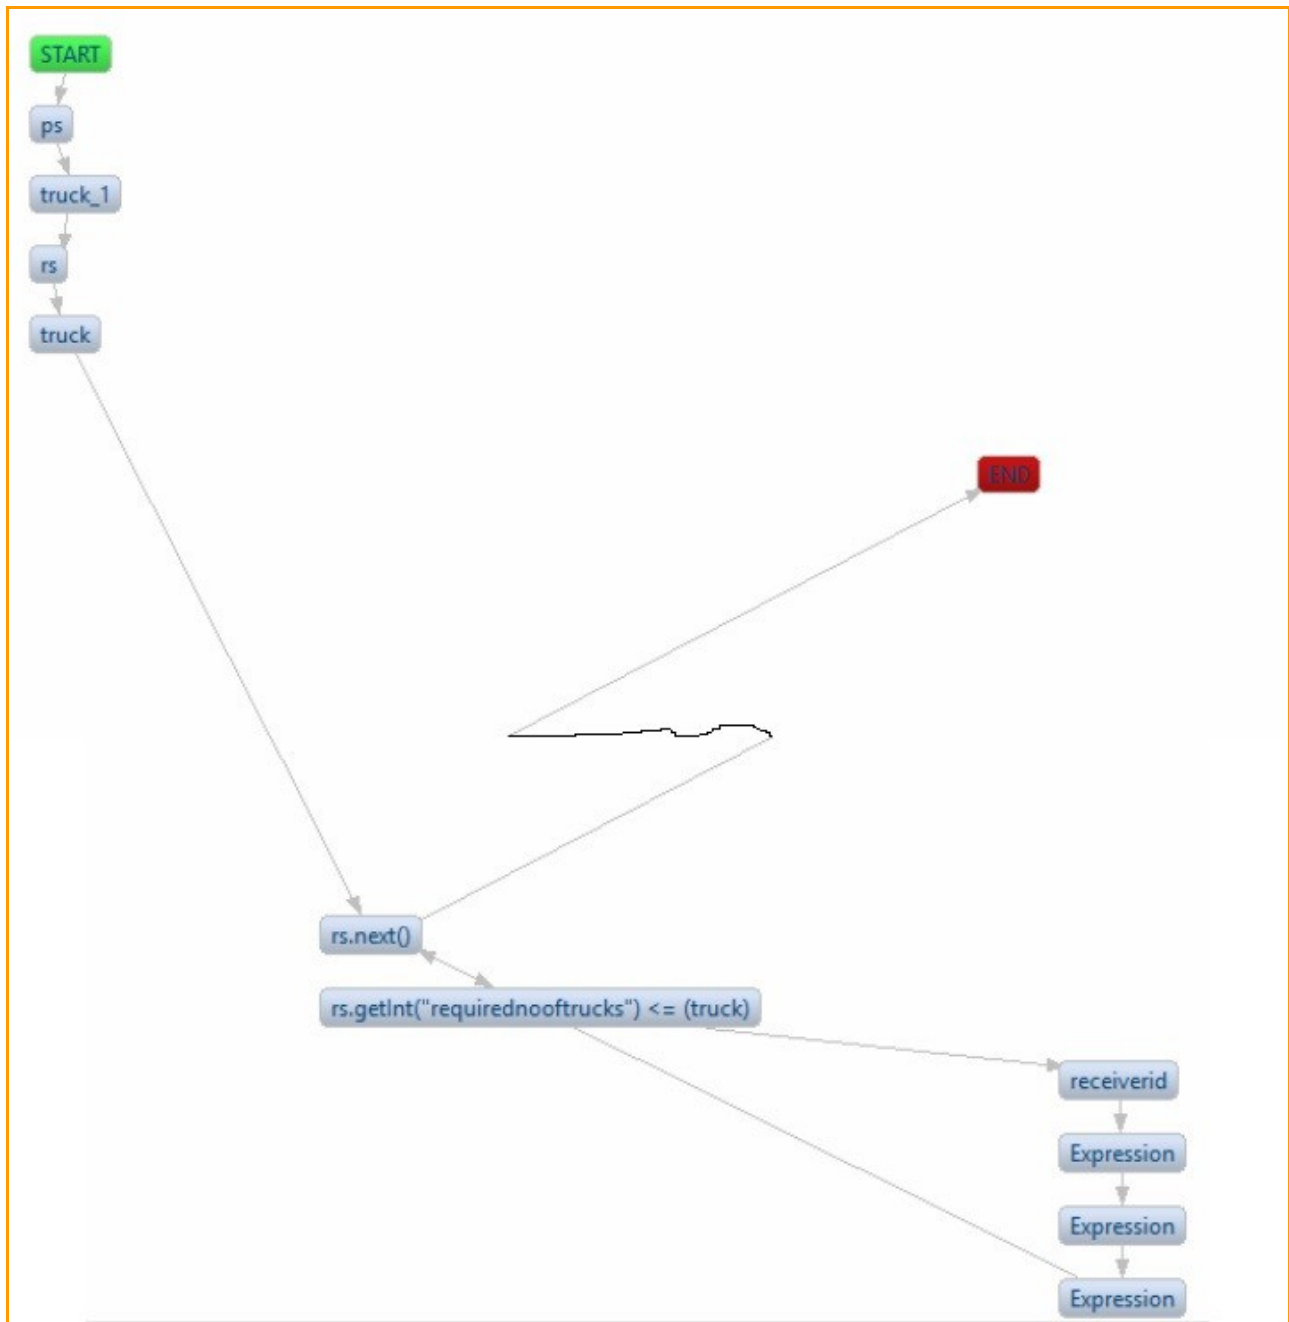 START
ps
truck_1
rs
truck
END
rs.next()
rs.getInt("requirednooftrucks") <= (truck)
receiverid
Expression
Expression
Expression